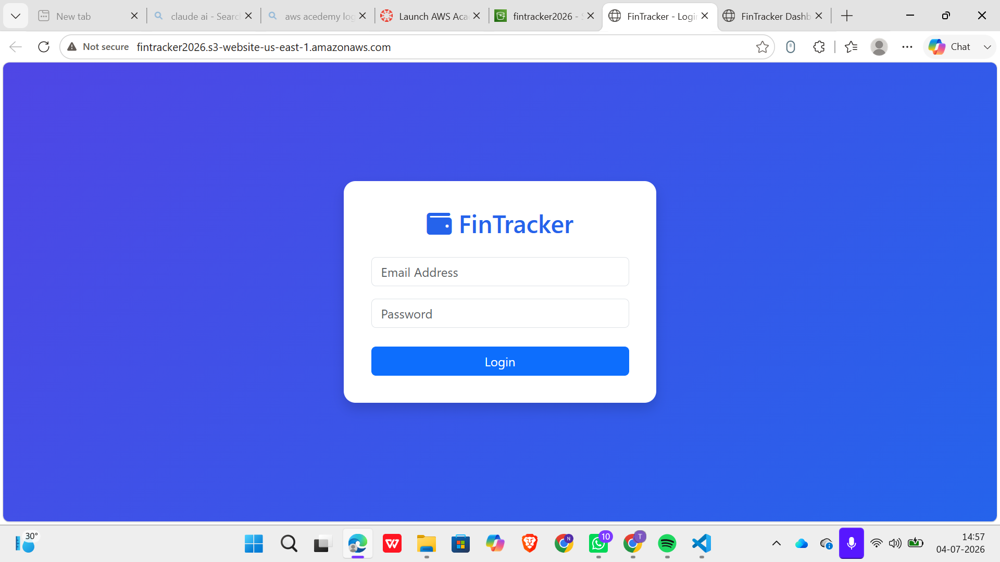 New tab
claude ai - Searc
aws acedemy log
Launch AWS Aca
fintracker2026 - S
FinTracker - Login
FinTracker Dashb
Not secure
fintracker2026.s3-website-us-east-1.amazonaws.com
Chat
FinTracker
Email Address
Password
Login
30°
N
10
T
14:57
04-07-2026